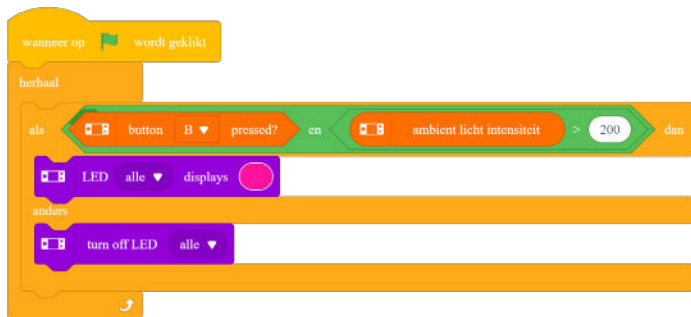 wanneer op wordt geklikt
herhaal
als button B pressed? en ambient licht intensiteit > 200 dan
LED alle displays
anders
turn off LED alle